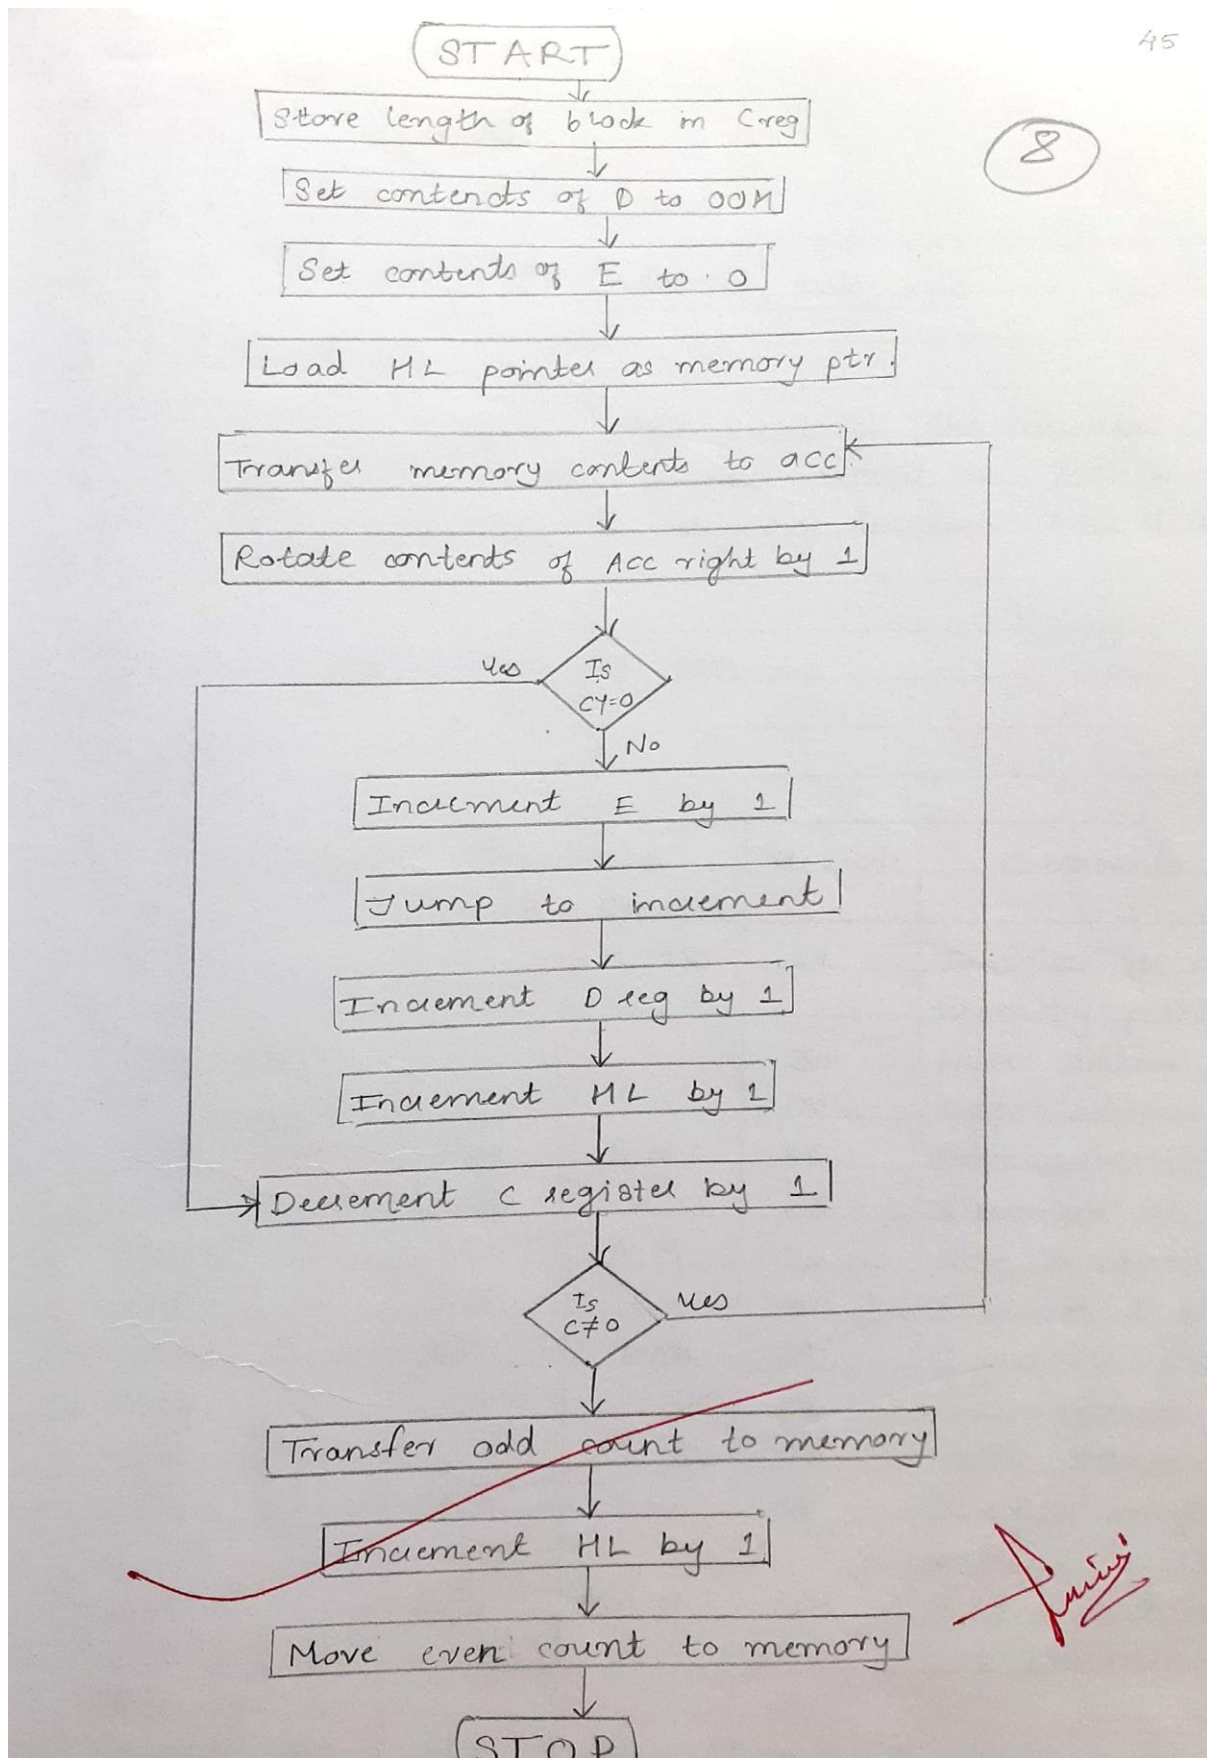 45
START
Store length of block in Creg
8
Set contents of D to OOH
Set contents of E to 0
Load HL pointer as memory ptr.
Transfer memory contents to acc.
Rotate contents of Acc right by 1
Yes
Is
CY=0
No
Increment E by 1
Jump to increment
Increment D reg by 1
Increment HL by 1
Decrement C register by 1
Is
C≠0
Yes
Transfer odd count to memory
Increment HL by 1
Move even count to memory
STOP